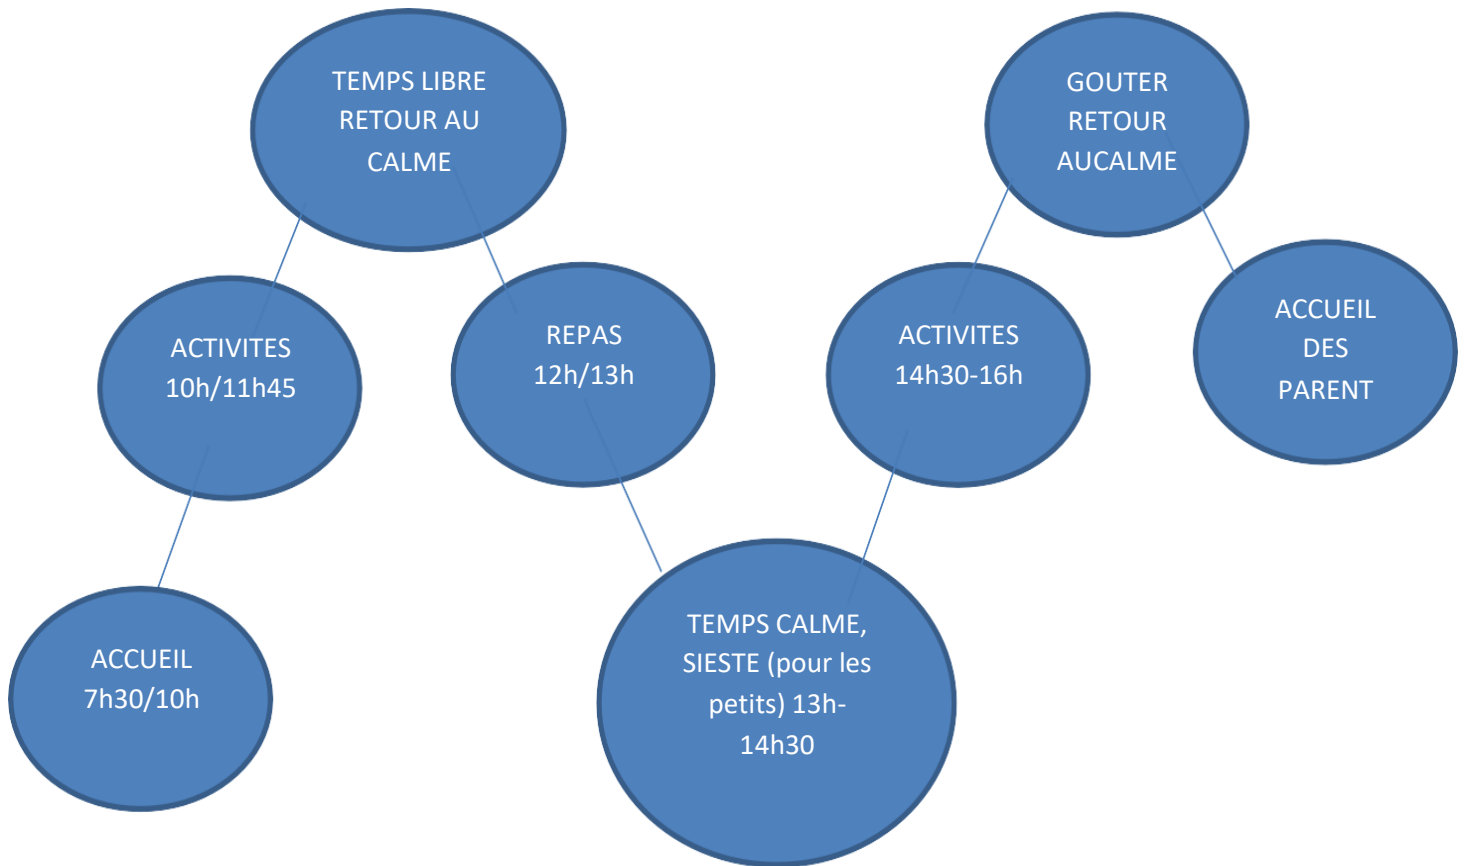 TEMPS LIBRE
RETOUR AU
CALME
GOUTER
RETOUR
AUCALME
ACTIVITES
10h/11h45
REPAS
12h/13h
ACTIVITES
14h30-16h
ACCUEIL
DES
PARENT
ACCUEIL
7h30/10h
TEMPS CALME,
SIESTE (pour les
petits) 13h-
14h30